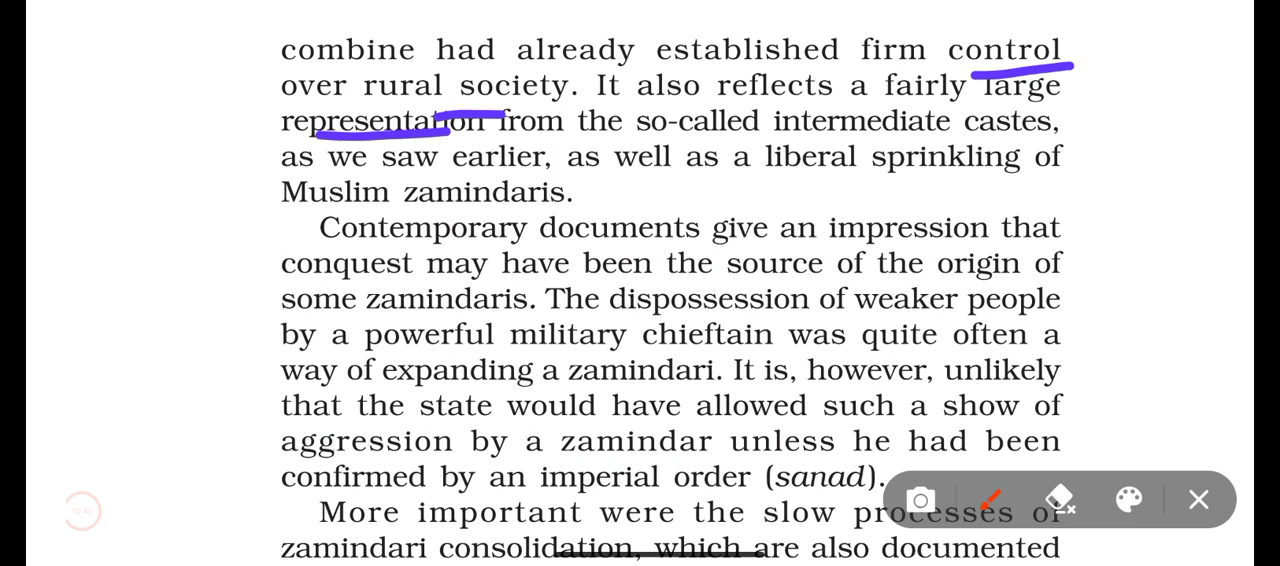 combine had already established firm control
over rural society. It also reflects a fairly large
representation from the so-called intermediate castes,
as we saw earlier, as well as a liberal sprinkling of
Muslim zamindaris.
Contemporary documents give an impression that
conquest may have been the source of the origin of
some zamindaris. The dispossession of weaker people
by a powerful military chieftain was quite often a
way of expanding a zamindari. It is, however, unlikely
that the state would have allowed such a show of
aggression by a zamindar unless he had been
confirmed by an imperial order (sanad).
More important were the slow processes of
zamindari consolidation, which are also documented